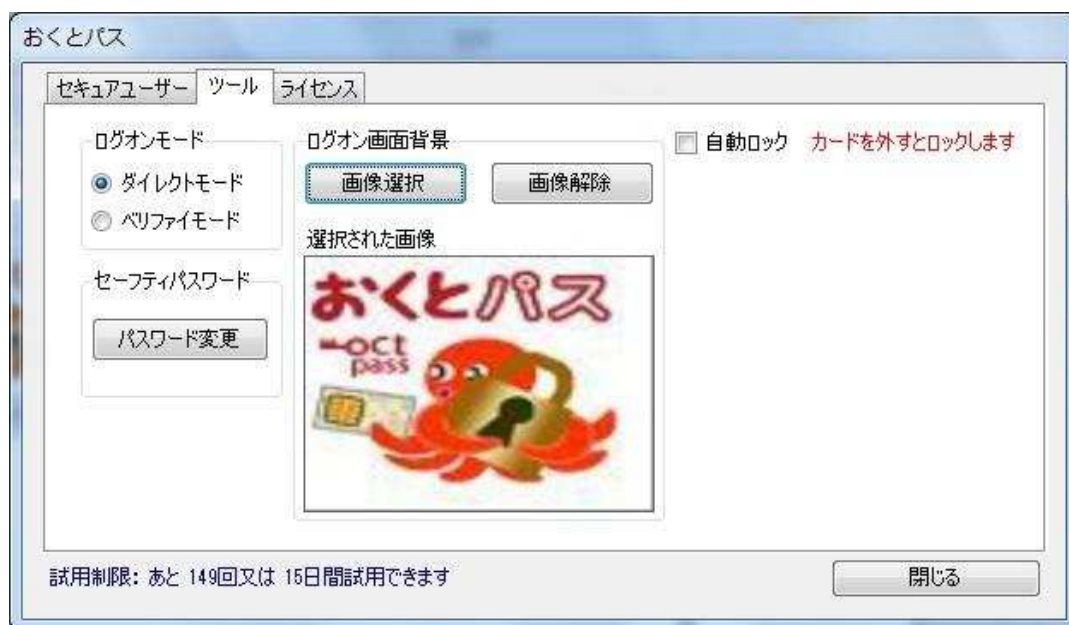 おくとパス
セキュアユーザー ツール ライセンス
ログオンモード
ダイレクトモード
ベリファイモード
セーフティパスワード
パスワード変更
ログオン画面背景
画像選択 画像解除
選択された画像
おくとパス
oct
pass
自動ロック カードを外すとロックします
試用制限: あと 149回又は 15日間試用できます
閉じる